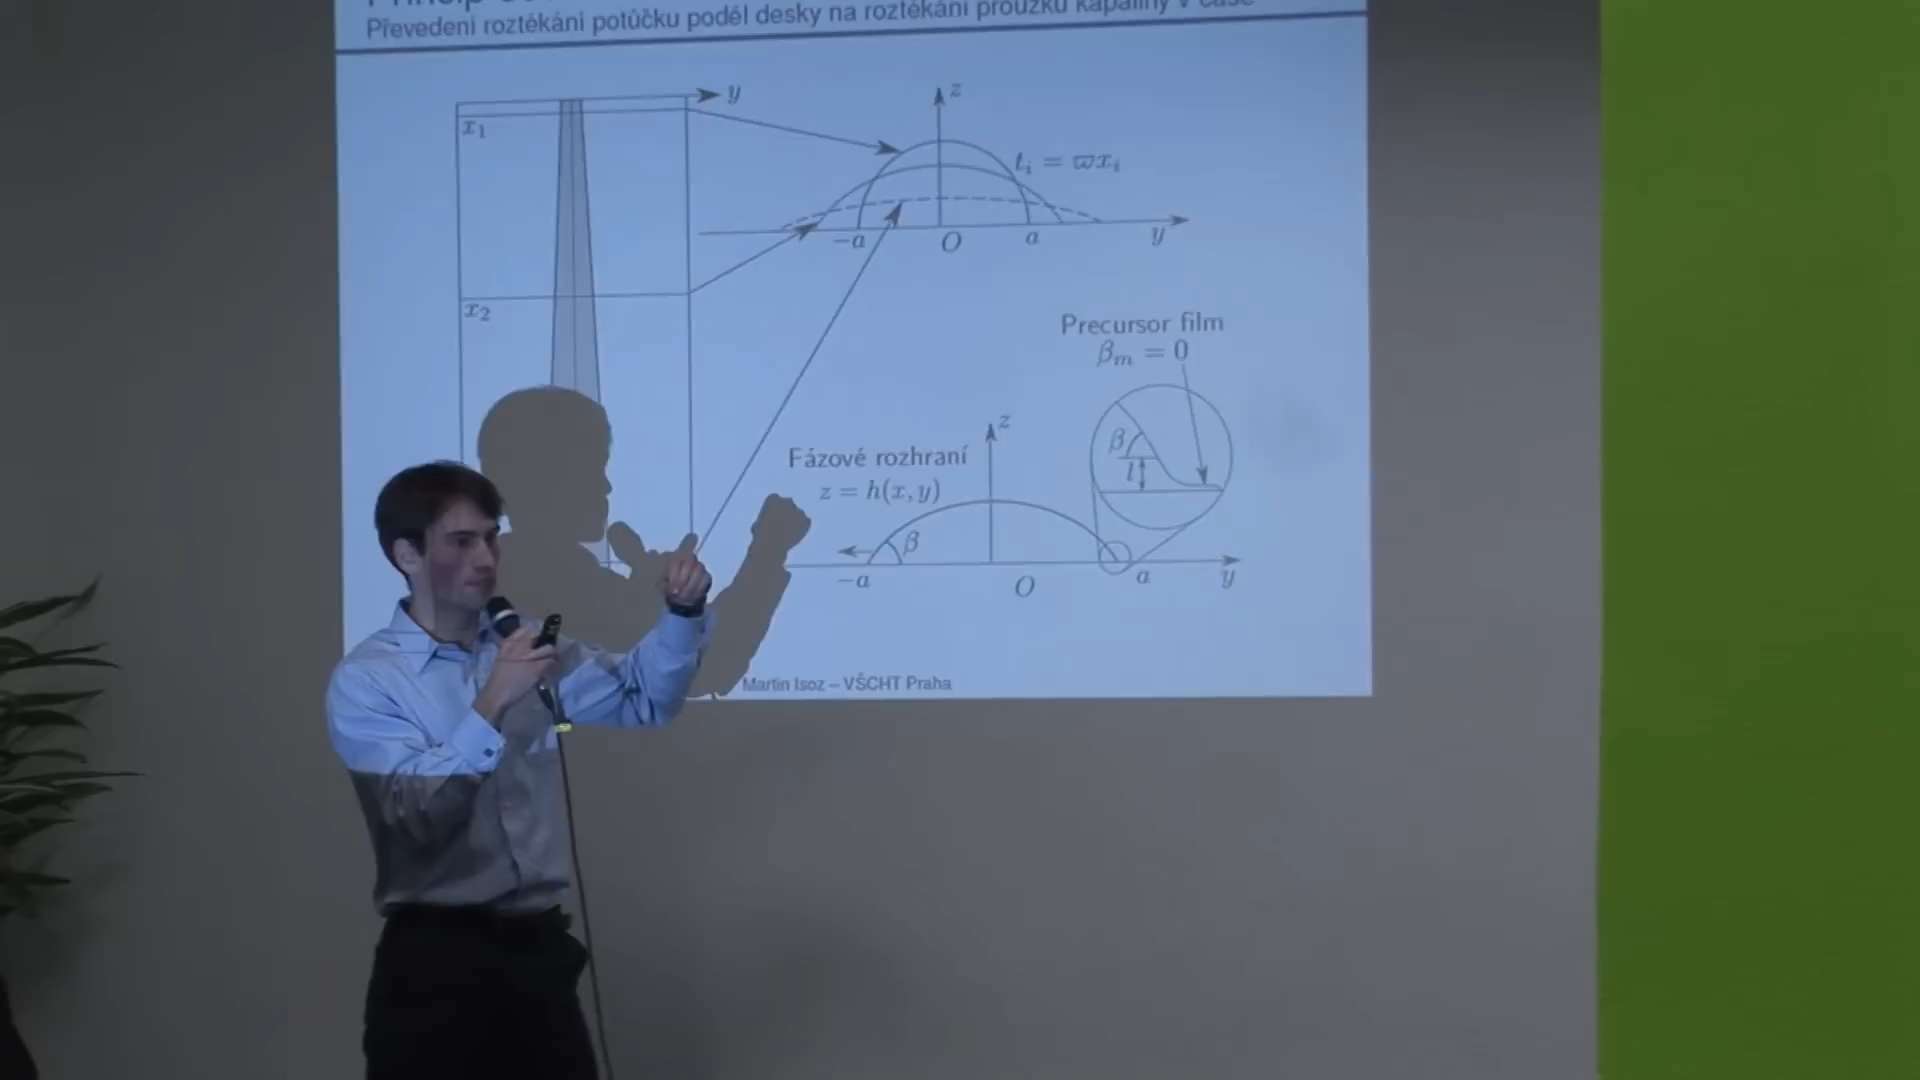 Převedení roztékání potůčku podél desky na roztékání proužku kapaliny v čase
y
x₁
z
tᵢ = ϖxᵢ
−a
O
a
y
x₂
Precursor film
βₘ = 0
z
β
l
Fázové rozhraní
z = h(x, y)
β
−a
O
a
y
Martin Isoz – VŠCHT Praha